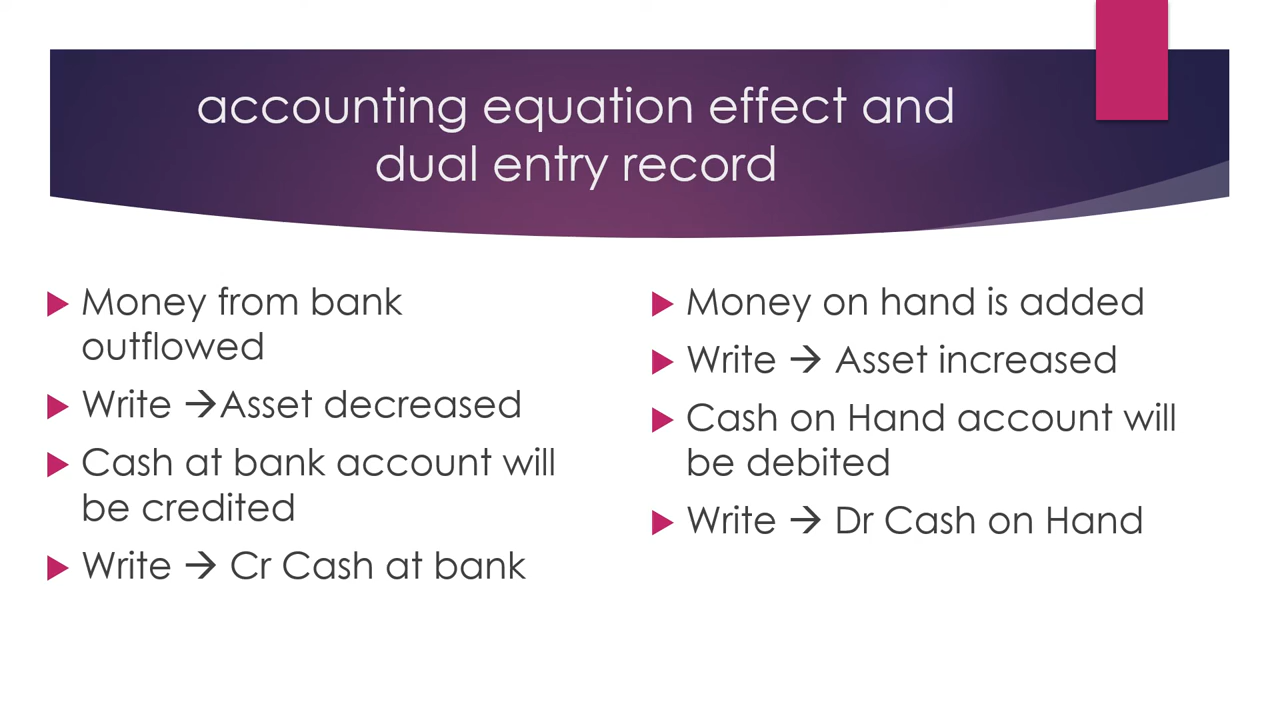 accounting equation effect and
dual entry record
Money from bank
outflowed
Write →Asset decreased
Cash at bank account will
be credited
Write → Cr Cash at bank
Money on hand is added
Write → Asset increased
Cash on Hand account will
be debited
Write → Dr Cash on Hand